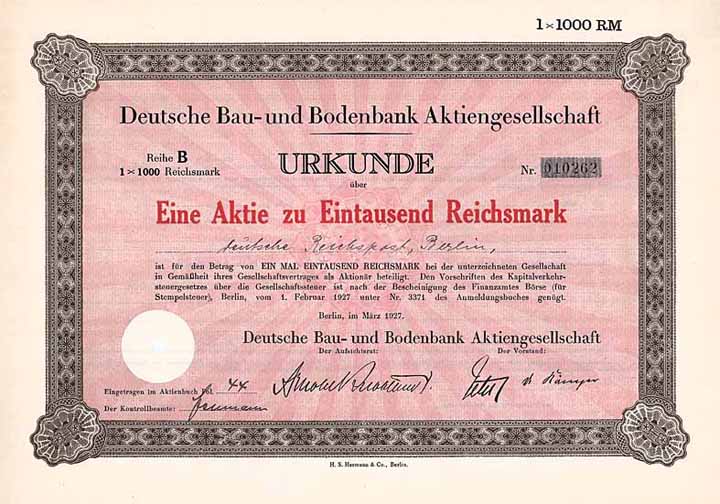 1×1000 RM
Deutsche Bau- und Bodenbank Aktiengesellschaft
Reihe B
1×1000 Reichsmark
URKUNDE
über
Nr. 010262
Eine Aktie zu Eintausend Reichsmark
Deutsche Reichspost, Berlin,
ist für den Betrag von EIN MAL EINTAUSEND REICHSMARK bei der unterzeichneten Gesellschaft
in Gemäßheit ihres Gesellschaftsvertrages als Aktionär beteiligt. Den Vorschriften des Kapitalverkehr-
steuergesetzes über die Gesellschaftssteuer ist nach der Bescheinigung des Finanzamtes Börse (für
Stempelsteuer), Berlin, vom 1. Februar 1927 unter Nr. 3371 des Anmeldungsbuches genügt.
Berlin, im März 1927.
Deutsche Bau- und Bodenbank Aktiengesellschaft
Der Aufsichtsrat:
Der Vorstand:
Eingetragen im Aktienbuch Fol. 44
Der Kontrollbeamte:
H. S. Hermann & Co., Berlin.